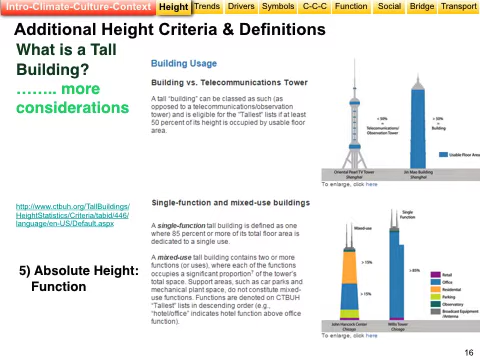 Intro-Climate-Culture-Context Height Trends Drivers Symbols C-C-C Function Social Bridge Transport
Additional Height Criteria & Definitions
What is a Tall
Building?
…….. more
considerations
Building Usage
Building vs. Telecommunications Tower
A tall "building" can be classed as such (as
opposed to a telecommunications/observation
tower) and is eligible for the "Tallest" lists if at least
50 percent of its height is occupied by usable floor
area.
< 50%
=
Telecommunications/
Observation Tower
> 50%
=
Building
Usable Floor Area
Oriental Pearl TV Tower
Shanghai
Jin Mao Building
Shanghai
To enlarge, click here
http://www.ctbuh.org/TallBuildings/
HeightStatistics/Criteria/tabid/446/
language/en-US/Default.aspx
Single-function and mixed-use buildings
A single-function tall building is defined as one
where 85 percent or more of its total floor area is
dedicated to a single use.
A mixed-use tall building contains two or more
functions (or uses), where each of the functions
occupies a significant proportion⁷ of the tower's
total space. Support areas, such as car parks and
mechanical plant space, do not constitute mixed-
use functions. Functions are denoted on CTBUH
"Tallest" lists in descending order (e.g.,
"hotel/office" indicates hotel function above office
function).
5) Absolute Height:
Function
Mixed-use
Single
Function
> 15%
> 15%
> 85%
Retail
Office
Residential
Parking
Observatory
Broadcast Equipment
/Antenna
John Hancock Center
Chicago
Willis Tower
Chicago
To enlarge, click here
16